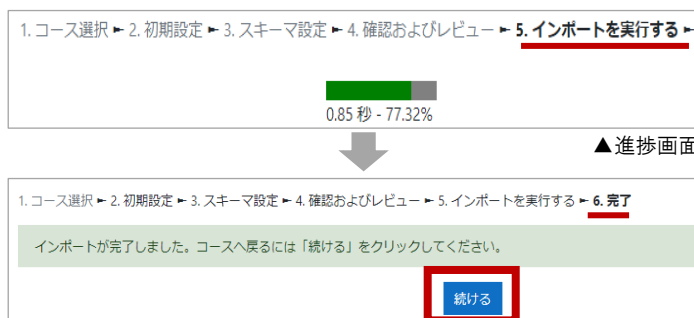 1. コース選択 ► 2. 初期設定 ► 3. スキーマ設定 ► 4. 確認およびレビュー ► 5. インポートを実行する ►
0.85 秒 - 77.32%
▲進捗画面
1. コース選択 ► 2. 初期設定 ► 3. スキーマ設定 ► 4. 確認およびレビュー ► 5. インポートを実行する ► 6. 完了
インポートが完了しました。コースへ戻るには「続ける」をクリックしてください。
続ける